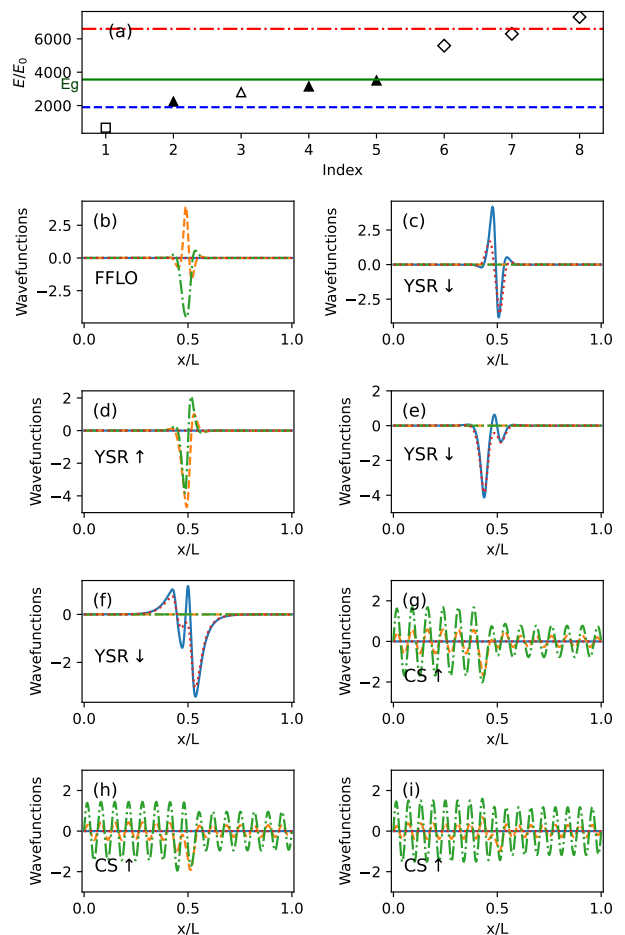 (a)
6000
4000
2000
E/E0
Eg
1 2 3 4 5 6 7 8
Index
(b)
2.5
0.0
−2.5
Wavefunctions
FFLO
0.0 0.5 1.0
x/L
(c)
2.5
0.0
−2.5
Wavefunctions
YSR ↓
0.0 0.5 1.0
x/L
(d)
2
0
−2
−4
Wavefunctions
YSR ↑
0.0 0.5 1.0
x/L
(e)
2
0
−2
−4
Wavefunctions
YSR ↓
0.0 0.5 1.0
x/L
(f)
0
−2
Wavefunctions
YSR ↓
0.0 0.5 1.0
x/L
(g)
2
0
−2
Wavefunctions
CS ↑
0.0 0.5 1.0
x/L
(h)
2
0
−2
Wavefunctions
CS ↑
0.0 0.5 1.0
x/L
(i)
2
0
−2
Wavefunctions
CS ↑
0.0 0.5 1.0
x/L